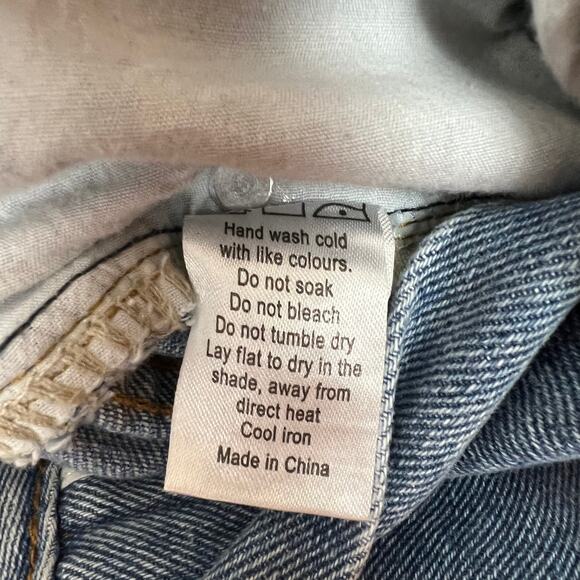 Hand wash cold
with like colours.
Do not soak
Do not bleach
Do not tumble dry
Lay flat to dry in the
shade, away from
direct heat
Cool iron
Made in China